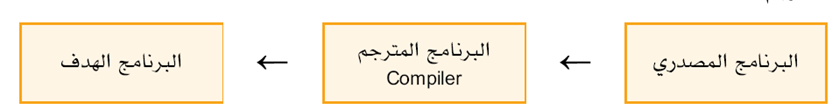 البرنامج المصدري
←
البرنامج المترجم
Compiler
←
البرنامج الهدف